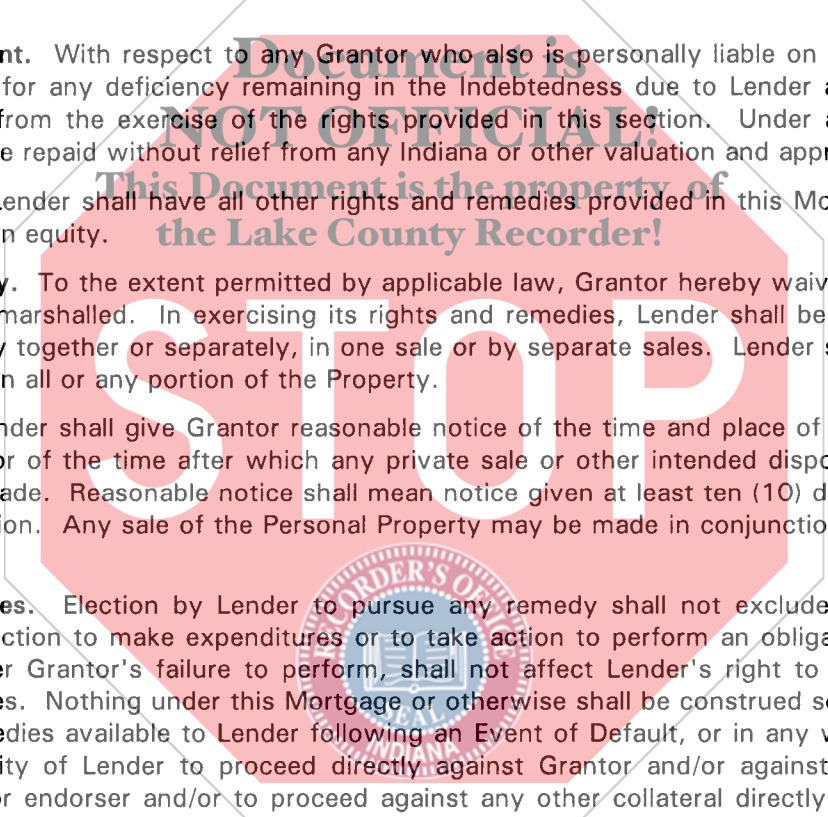 Document is
NOT OFFICIAL!
This Document is the property of
the Lake County Recorder!
STOP
nt. With respect to any Grantor who also is personally liable on
for any deficiency remaining in the Indebtedness due to Lender a
from the exercise of the rights provided in this section. Under a
e repaid without relief from any Indiana or other valuation and appr
Lender shall have all other rights and remedies provided in this Mo
n equity.
y. To the extent permitted by applicable law, Grantor hereby waiv
marshalled. In exercising its rights and remedies, Lender shall be
y together or separately, in one sale or by separate sales. Lender s
n all or any portion of the Property.
nder shall give Grantor reasonable notice of the time and place of
or of the time after which any private sale or other intended dispo
ade. Reasonable notice shall mean notice given at least ten (10) d
ion. Any sale of the Personal Property may be made in conjunctio
es. Election by Lender to pursue any remedy shall not exclude
ction to make expenditures or to take action to perform an obliga
er Grantor's failure to perform, shall not affect Lender's right to
es. Nothing under this Mortgage or otherwise shall be construed s
edies available to Lender following an Event of Default, or in any v
ity of Lender to proceed directly against Grantor and/or against
or endorser and/or to proceed against any other collateral directly
RECORDER'S OFFICE
SEAL
INDIANA